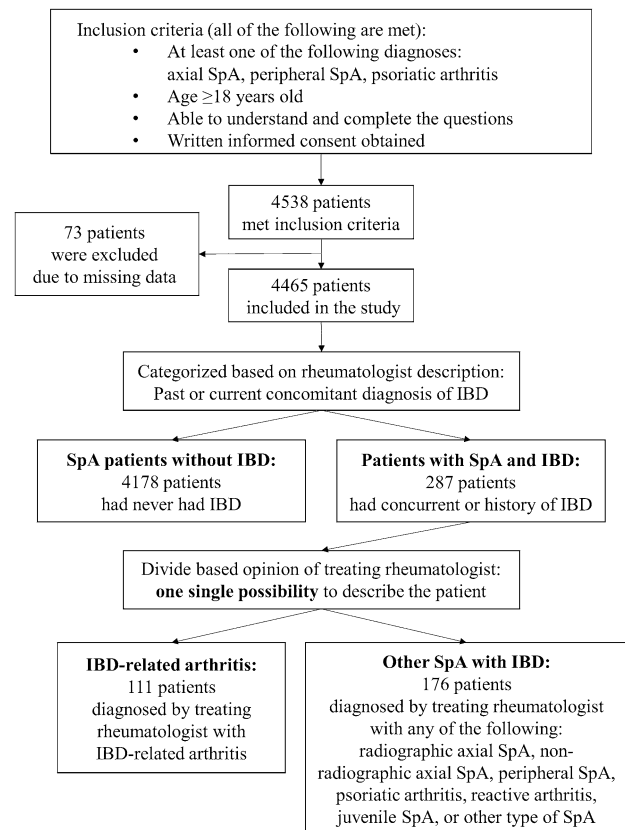 Inclusion criteria (all of the following are met):
• At least one of the following diagnoses:
axial SpA, peripheral SpA, psoriatic arthritis
• Age ≥18 years old
• Able to understand and complete the questions
• Written informed consent obtained
4538 patients
met inclusion criteria
73 patients
were excluded
due to missing data
4465 patients
included in the study
Categorized based on rheumatologist description:
Past or current concomitant diagnosis of IBD
SpA patients without IBD:
4178 patients
had never had IBD
Patients with SpA and IBD:
287 patients
had concurrent or history of IBD
Divide based opinion of treating rheumatologist:
one single possibility to describe the patient
IBD-related arthritis:
111 patients
diagnosed by treating
rheumatologist with
IBD-related arthritis
Other SpA with IBD:
176 patients
diagnosed by treating rheumatologist
with any of the following:
radiographic axial SpA, non-
radiographic axial SpA, peripheral SpA,
psoriatic arthritis, reactive arthritis,
juvenile SpA, or other type of SpA